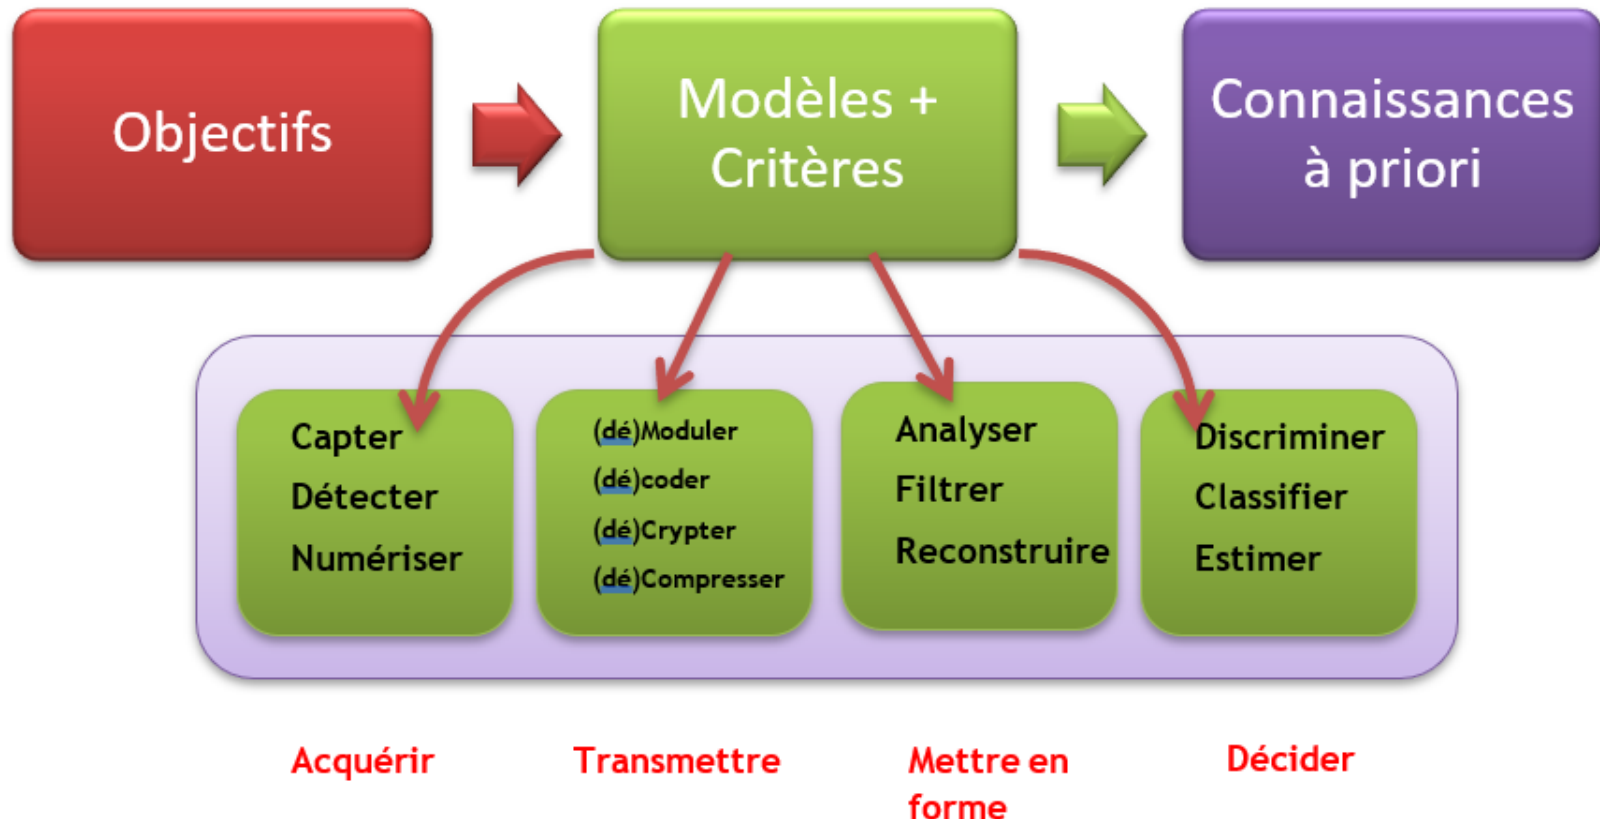 Objectifs
Modèles +
Critères
Connaissances
à priori
Capter
Détecter
Numériser
(dé)Moduler
(dé)coder
(dé)Crypter
(dé)Compresser
Analyser
Filtrer
Reconstruire
Discriminer
Classifier
Estimer
Acquérir
Transmettre
Mettre en
forme
Décider